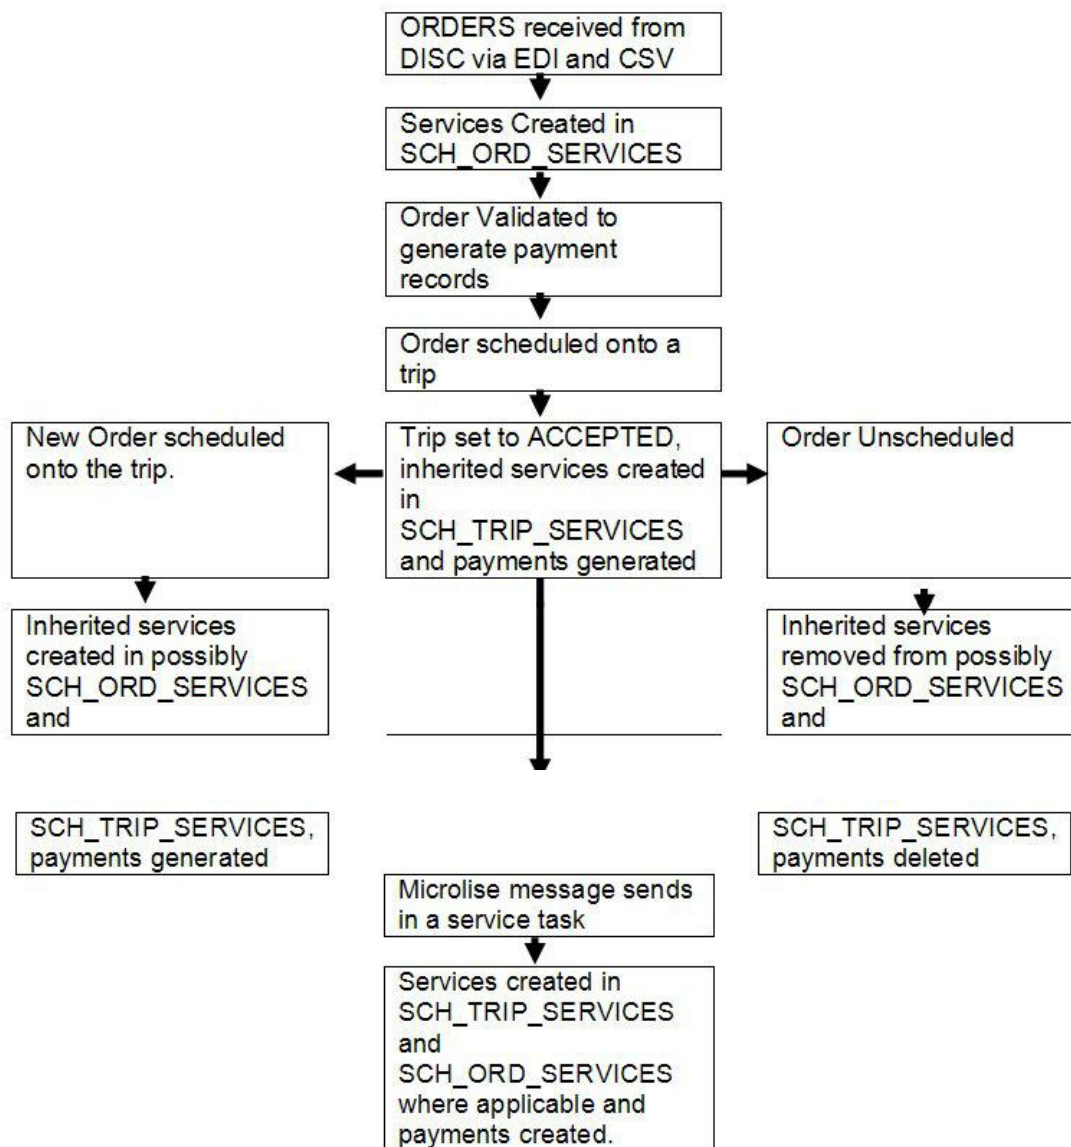 ORDERS received from
DISC via EDI and CSV
Services Created in
SCH_ORD_SERVICES
Order Validated to
generate payment
records
Order scheduled onto a
trip
New Order scheduled
onto the trip.
Trip set to ACCEPTED,
inherited services created
in
SCH_TRIP_SERVICES
and payments generated
Order Unscheduled
Inherited services
created in possibly
SCH_ORD_SERVICES
and
Inherited services
removed from possibly
SCH_ORD_SERVICES
and
SCH_TRIP_SERVICES,
payments generated
SCH_TRIP_SERVICES,
payments deleted
Microlise message sends
in a service task
Services created in
SCH_TRIP_SERVICES
and
SCH_ORD_SERVICES
where applicable and
payments created.